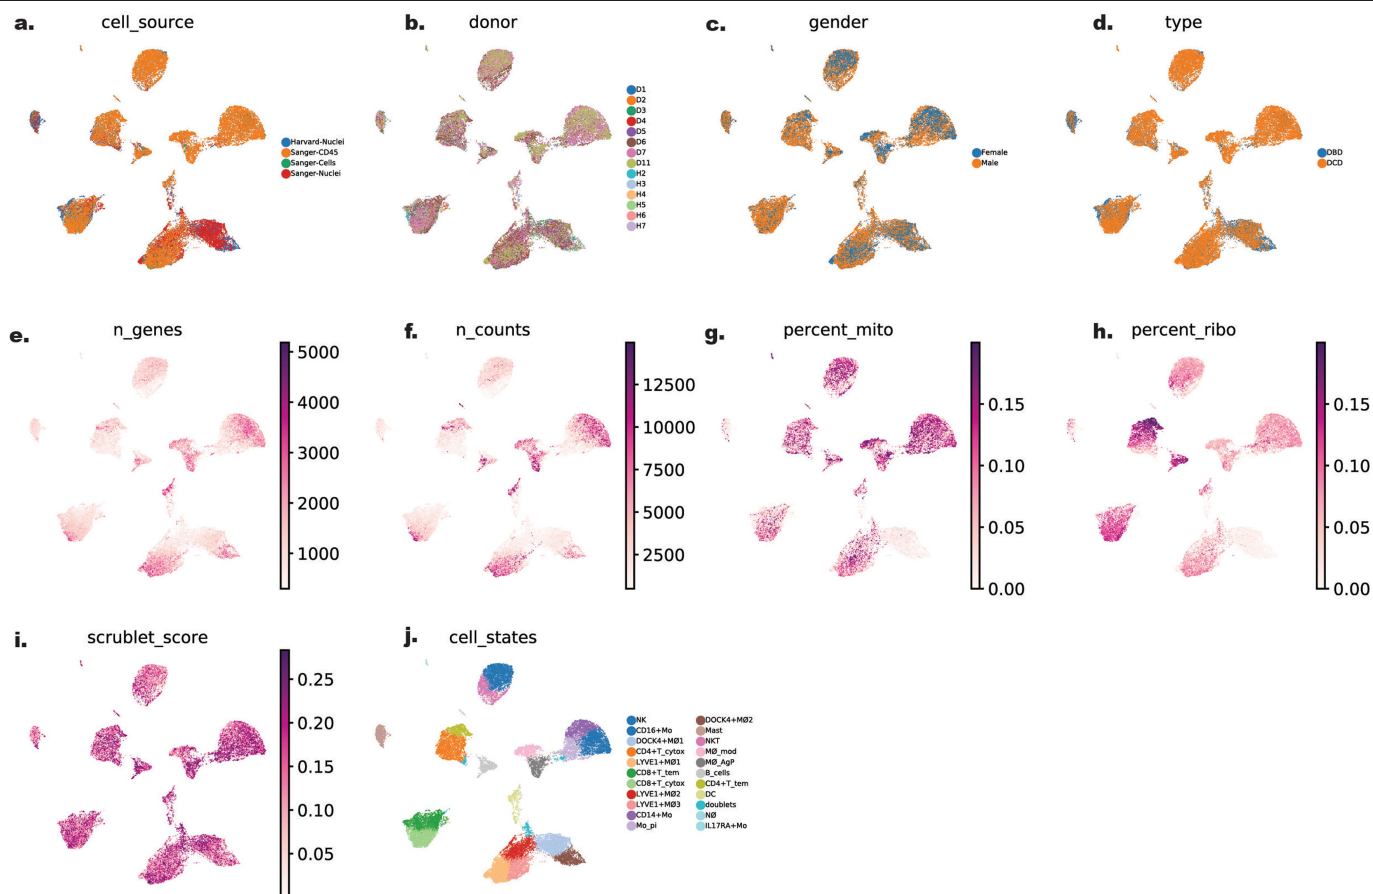 a. cell_source
b. donor
c. gender
d. type
Harvard-Nuclei
Sanger-CD45
Sanger-Cells
Sanger-Nuclei
D1
D2
D3
D4
D5
D6
D7
D11
H2
H3
H4
H5
H6
H7
Female
Male
DBD
DCD
e. n_genes
5000
4000
3000
2000
1000
f. n_counts
12500
10000
7500
5000
2500
g. percent_mito
0.15
0.10
0.05
0.00
h. percent_ribo
0.15
0.10
0.05
0.00
i. scrublet_score
0.25
0.20
0.15
0.10
0.05
j. cell_states
NK
CD16+Mo
DOCK4+MØ1
CD4+T_cytox
LYVE1+MØ1
CD8+T_tem
CD8+T_cytox
LYVE1+MØ2
LYVE1+MØ3
CD14+Mo
Mo_pi
DOCK4+MØ2
Mast
NKT
MØ_mod
MØ_AgP
B_cells
CD4+T_tem
DC
doublets
NØ
IL17RA+Mo